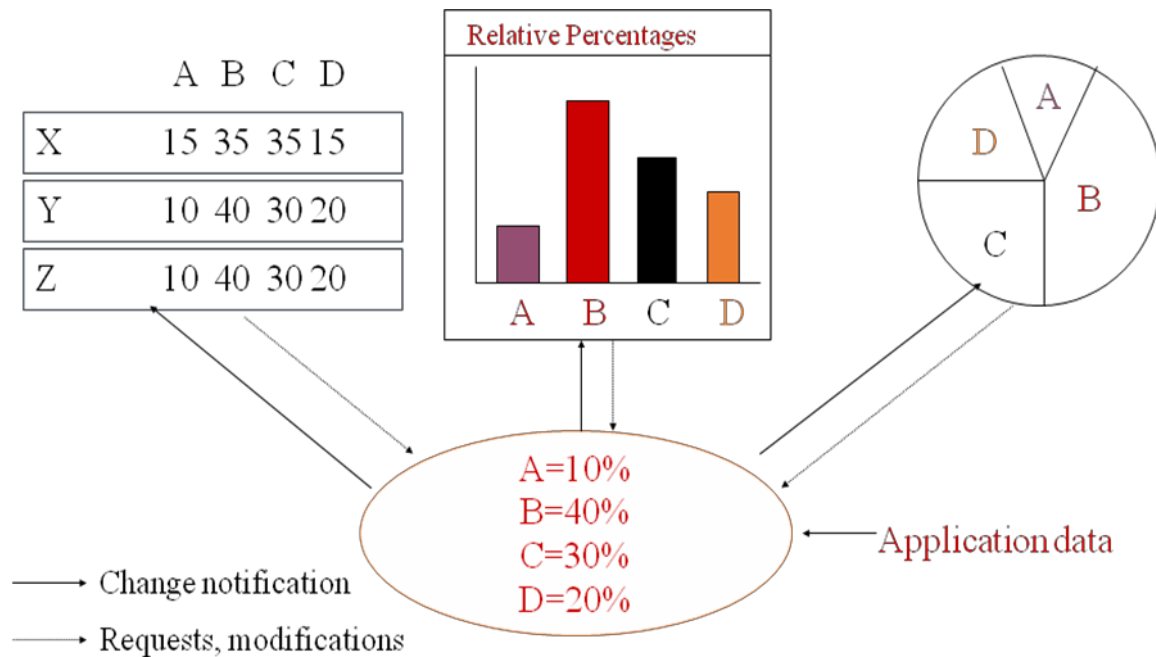 A B C D
X 15 35 35 15
Y 10 40 30 20
Z 10 40 30 20
Relative Percentages
A B C D
A
B
C
D
A=10%
B=40%
C=30%
D=20%
Application data
Change notification
Requests, modifications